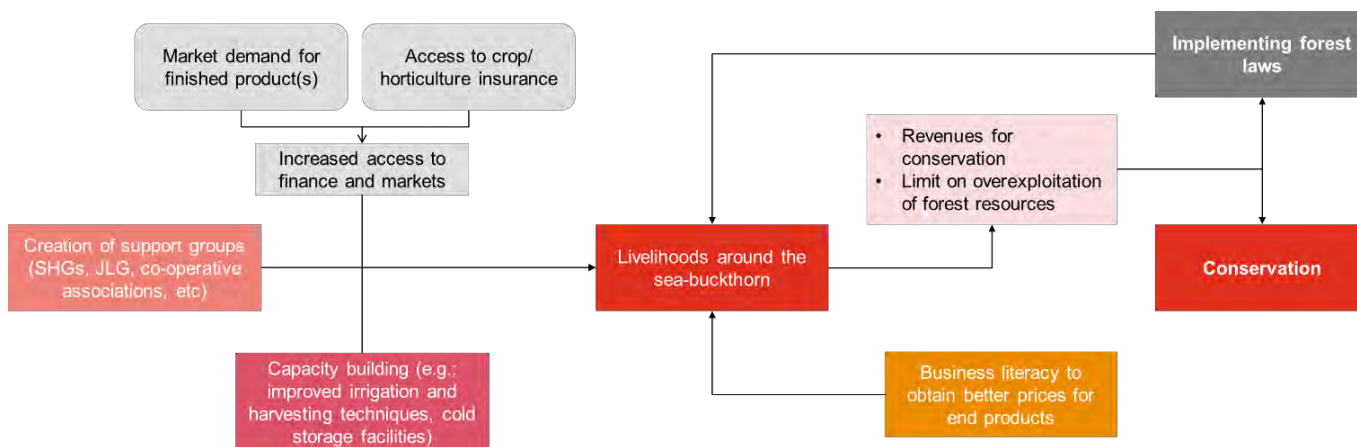 Market demand for
finished product(s)
Access to crop/
horticulture insurance
Implementing forest
laws
Increased access to
finance and markets
• Revenues for
conservation
• Limit on overexploitation
of forest resources
Creation of support groups
(SHGs, JLG, co-operative
associations, etc)
Livelihoods around the
sea-buckthorn
Conservation
Capacity building (e.g.:
improved irrigation and
harvesting techniques, cold
storage facilities)
Business literacy to
obtain better prices for
end products